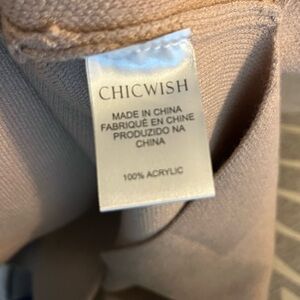 CHICWISH
MADE IN CHINA
FABRIQUÉ EN CHINE
PRODUZIDO NA
CHINA
100% ACRYLIC